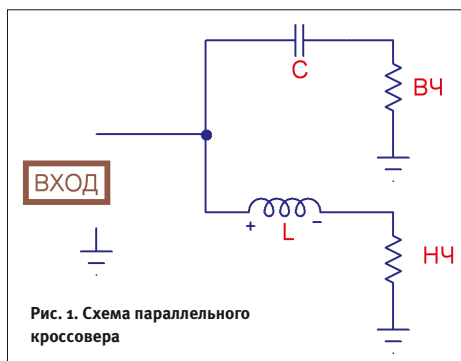 C
ВЧ
ВХОД
+ L -
НЧ
Рис. 1. Схема параллельного
кроссовера